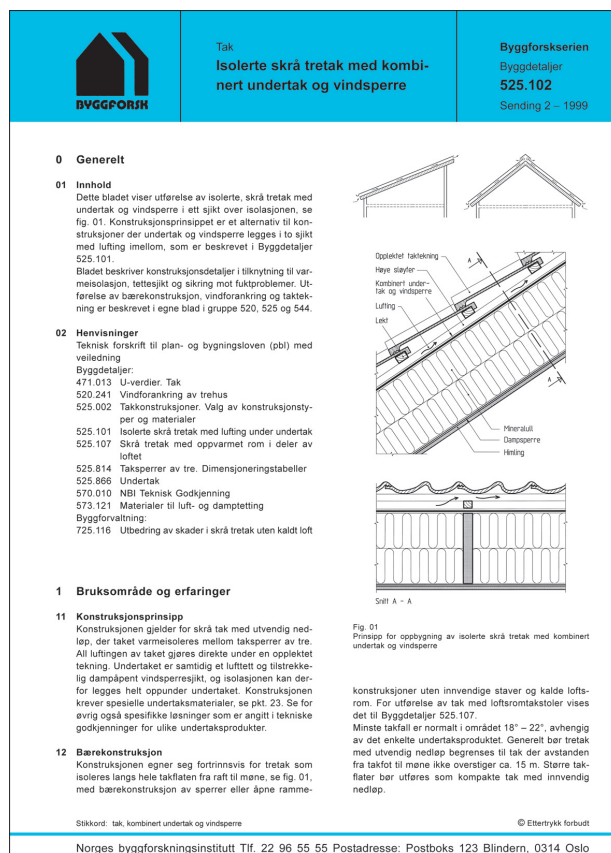 BYGGFORSK
Tak
Isolerte skrå tretak med kombi-
nert undertak og vindsperre
Byggforskserien
Byggdetaljer
525.102
Sending 2 – 1999
0 Generelt
01 Innhold
Dette bladet viser utførelse av isolerte, skrå tretak med
undertak og vindsperre i ett sjikt over isolasjonen, se
fig. 01. Konstruksjonsprinsippet er et alternativ til kon-
struksjoner der undertak og vindsperre legges i to sjikt
med lufting imellom, som er beskrevet i Byggdetaljer
525.101.
Bladet beskriver konstruksjonsdetaljer i tilknytning til var-
meisolasjon, tettesjikt og sikring mot fuktproblemer. Ut-
førelse av bærekonstruksjon, vindforankring og taktek-
ning er beskrevet i egne blad i gruppe 520, 525 og 544.
02 Henvisninger
Teknisk forskrift til plan- og bygningsloven (pbl) med
veiledning
Byggdetaljer:
471.013 U-verdier. Tak
520.241 Vindforankring av trehus
525.002 Takkonstruksjoner. Valg av konstruksjonsty-
per og materialer
525.101 Isolerte skrå tretak med lufting under undertak
525.107 Skrå tretak med oppvarmet rom i deler av
loftet
525.814 Taksperrer av tre. Dimensjoneringstabeller
525.866 Undertak
570.010 NBI Teknisk Godkjenning
573.121 Materialer til luft- og damptetting
Byggforvaltning:
725.116 Utbedring av skader i skrå tretak uten kaldt loft
1 Bruksområde og erfaringer
11 Konstruksjonsprinsipp
Konstruksjonen gjelder for skrå tak med utvendig ned-
løp, der taket varmeisoleres mellom taksperrer av tre.
All luftingen av taket gjøres direkte under en opplektet
tekning. Undertaket er samtidig et lufttett og tilstrekke-
lig dampåpent vindsperresjikt, og isolasjonen kan der-
for legges helt oppunder undertaket. Konstruksjonen
krever spesielle undertaksmaterialer, se pkt. 23. Se for
øvrig også spesifikke løsninger som er angitt i tekniske
godkjenninger for ulike undertaksprodukter.
12 Bærekonstruksjon
Konstruksjonen egner seg fortrinnsvis for tretak som
isoleres langs hele takflaten fra raft til møne, se fig. 01,
med bærekonstruksjon av sperrer eller åpne ramme-
Opplektet taktekning
Høye sløyfer
Kombinert under-
tak og vindsperre
Lufting
Lekt
A
A
Mineralull
Dampsperre
Himling
Snitt A – A
Fig. 01
Prinsipp for oppbygning av isolerte skrå tretak med kombinert
undertak og vindsperre
konstruksjoner uten innvendige staver og kalde lofts-
rom. For utførelse av tak med loftsromtakstoler vises
det til Byggdetaljer 525.107.
Minste takfall er normalt i området 18° – 22°, avhengig
av det enkelte undertaksproduktet. Generelt bør tretak
med utvendig nedløp begrenses til tak der avstanden
fra takfot til møne ikke overstiger ca. 15 m. Større tak-
flater bør utføres som kompakte tak med innvendig
nedløp.
Stikkord: tak, kombinert undertak og vindsperre
© Ettertrykk forbudt
Norges byggforskningsinstitutt Tlf. 22 96 55 55 Postadresse: Postboks 123 Blindern, 0314 Oslo